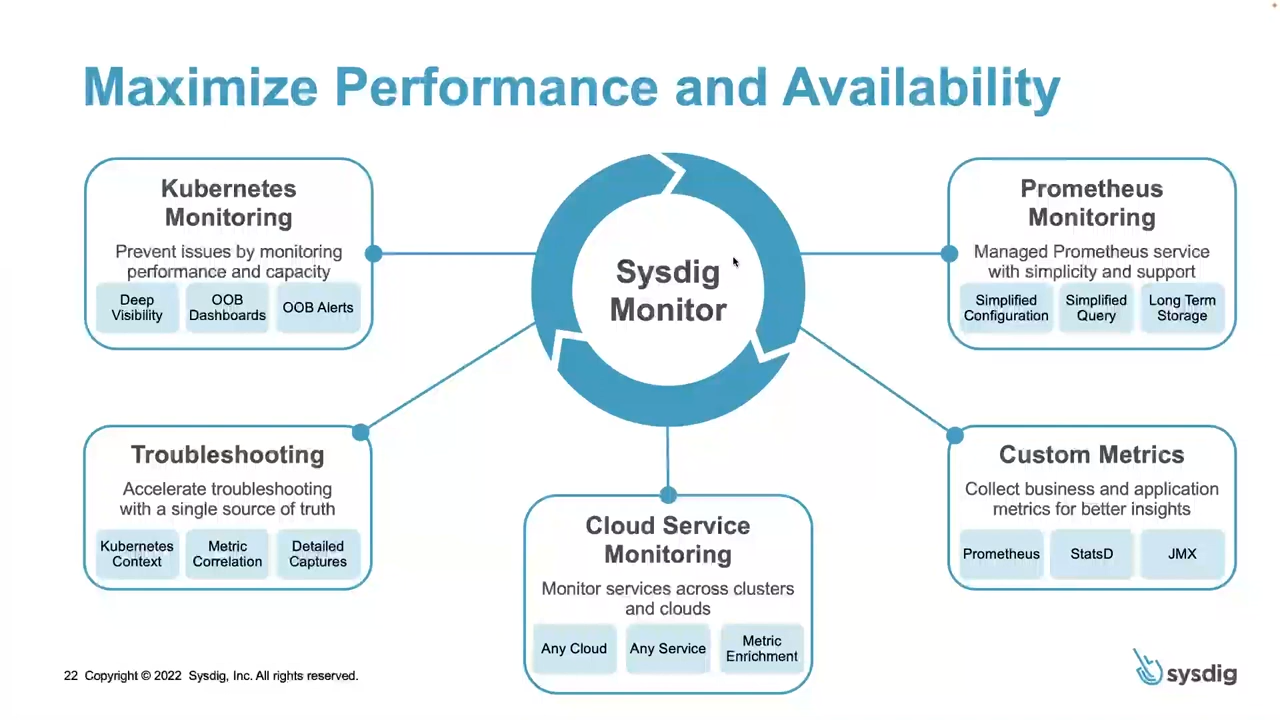 Maximize Performance and Availability
Kubernetes
Monitoring
Prevent issues by monitoring
performance and capacity
Deep
Visibility
OOB
Dashboards
OOB Alerts
Sysdig
Monitor
Prometheus
Monitoring
Managed Prometheus service
with simplicity and support
Simplified
Configuration
Simplified
Query
Long Term
Storage
Troubleshooting
Accelerate troubleshooting
with a single source of truth
Kubernetes
Context
Metric
Correlation
Detailed
Captures
Cloud Service
Monitoring
Monitor services across clusters
and clouds
Any Cloud
Any Service
Metric
Enrichment
Custom Metrics
Collect business and application
metrics for better insights
Prometheus
StatsD
JMX
22 Copyright © 2022 Sysdig, Inc. All rights reserved.
sysdig